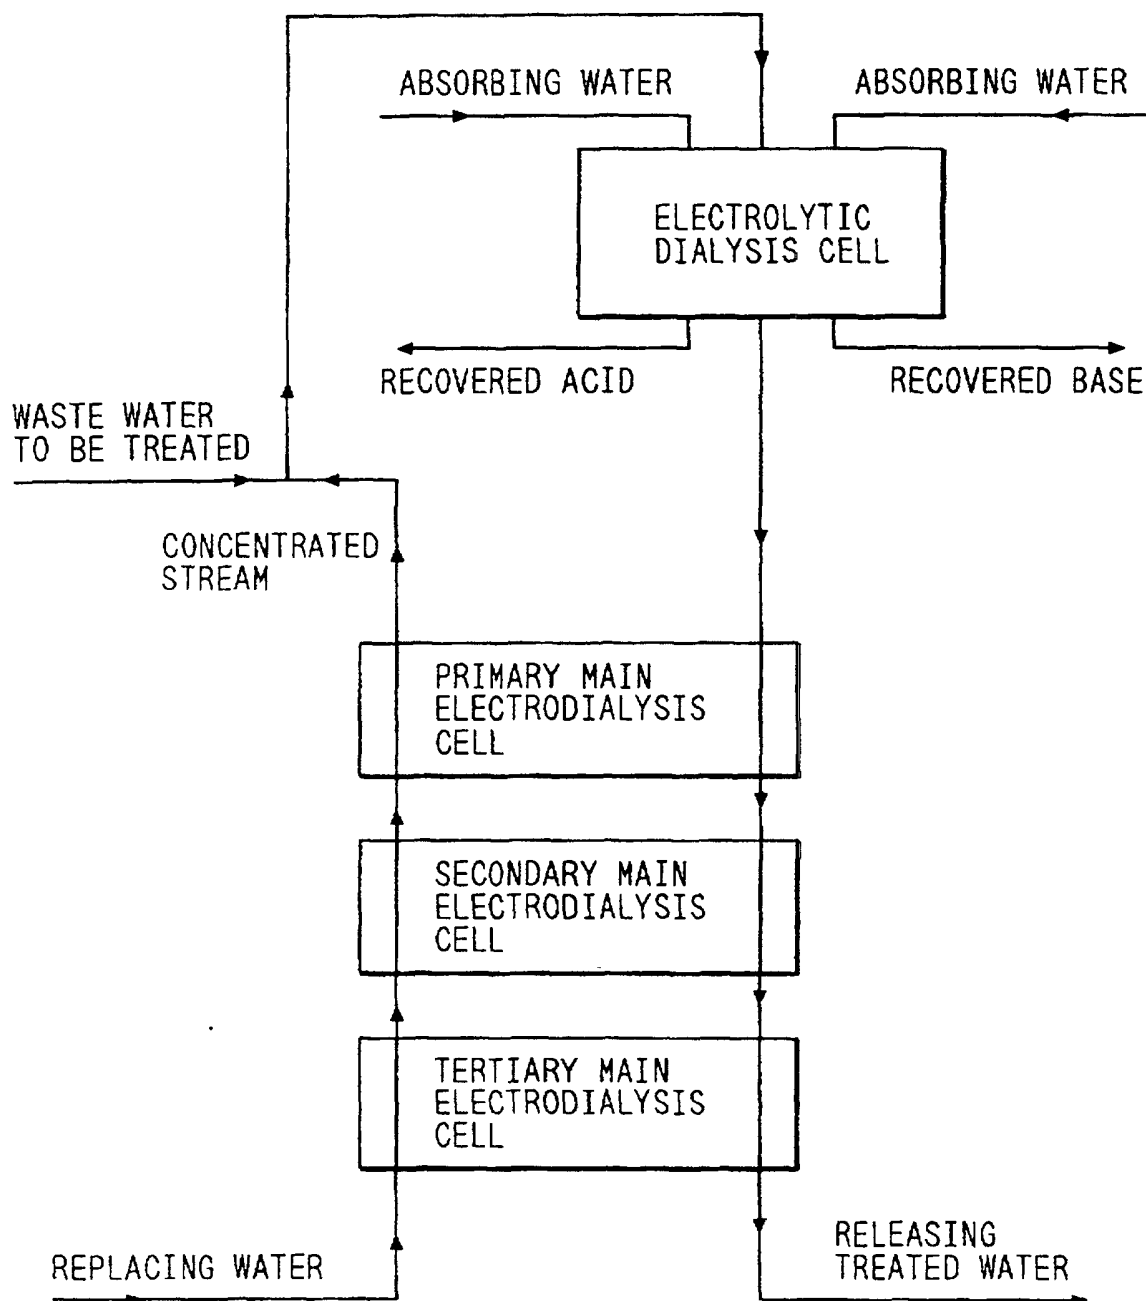 ABSORBING WATER
ABSORBING WATER
ELECTROLYTIC
DIALYSIS CELL
RECOVERED ACID
RECOVERED BASE
WASTE WATER
TO BE TREATED
CONCENTRATED
STREAM
PRIMARY MAIN
ELECTRODIALYSIS
CELL
SECONDARY MAIN
ELECTRODIALYSIS
CELL
TERTIARY MAIN
ELECTRODIALYSIS
CELL
REPLACING WATER
RELEASING
TREATED WATER